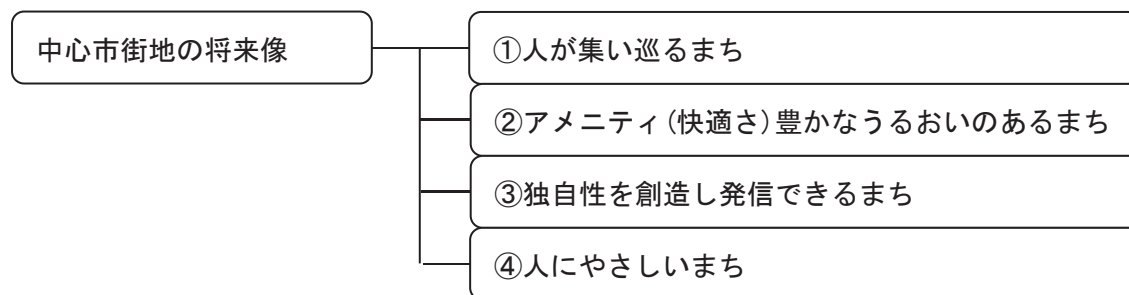 中心市街地の将来像
①人が集い巡るまち
②アメニティ(快適さ)豊かなうるおいのあるまち
③独自性を創造し発信できるまち
④人にやさしいまち